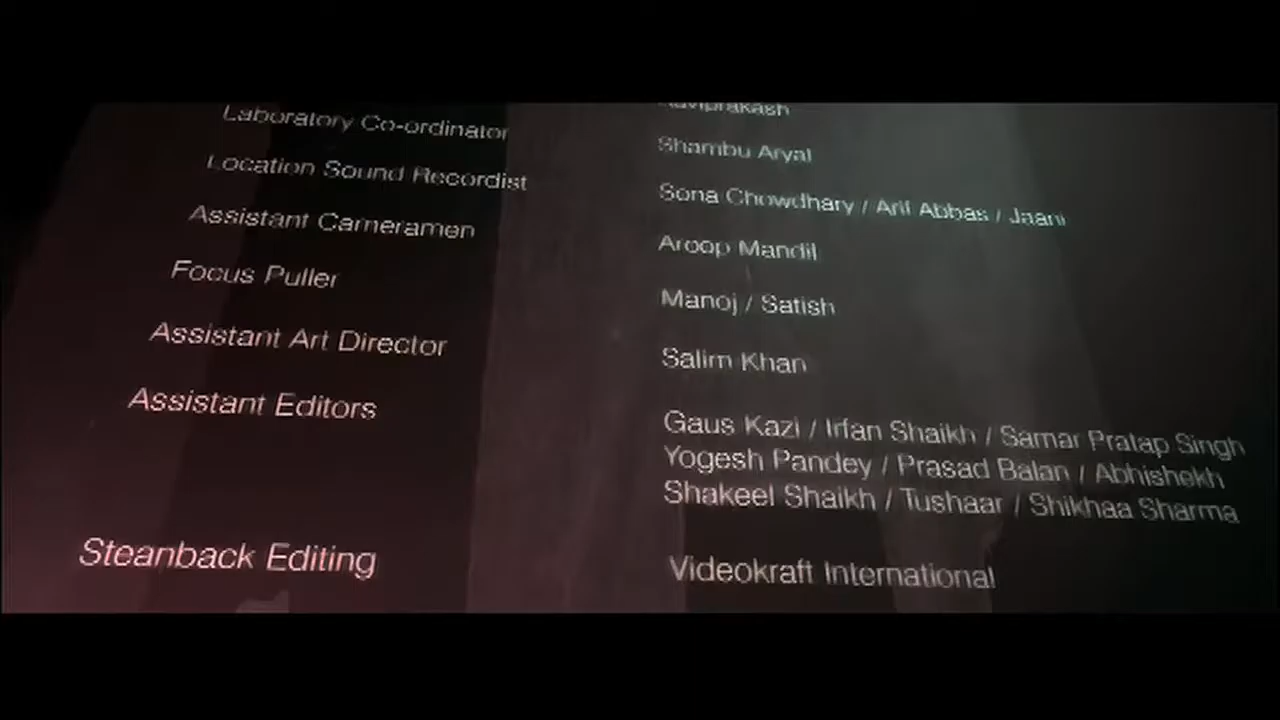 Raviprakash
Laboratory Co-ordinator
Shambu Aryal
Location Sound Recordist
Sona Chowdhary / Arif Abbas / Jaani
Assistant Cameramen
Aroop Mandil
Focus Puller
Manoj / Satish
Assistant Art Director
Salim Khan
Assistant Editors
Gaus Kazi / Irfan Shaikh / Samar Pratap Singh
Yogesh Pandey / Prasad Balan / Abhishekh
Shakeel Shaikh / Tushaar / Shikhaa Sharma
Steanback Editing
Videokraft International